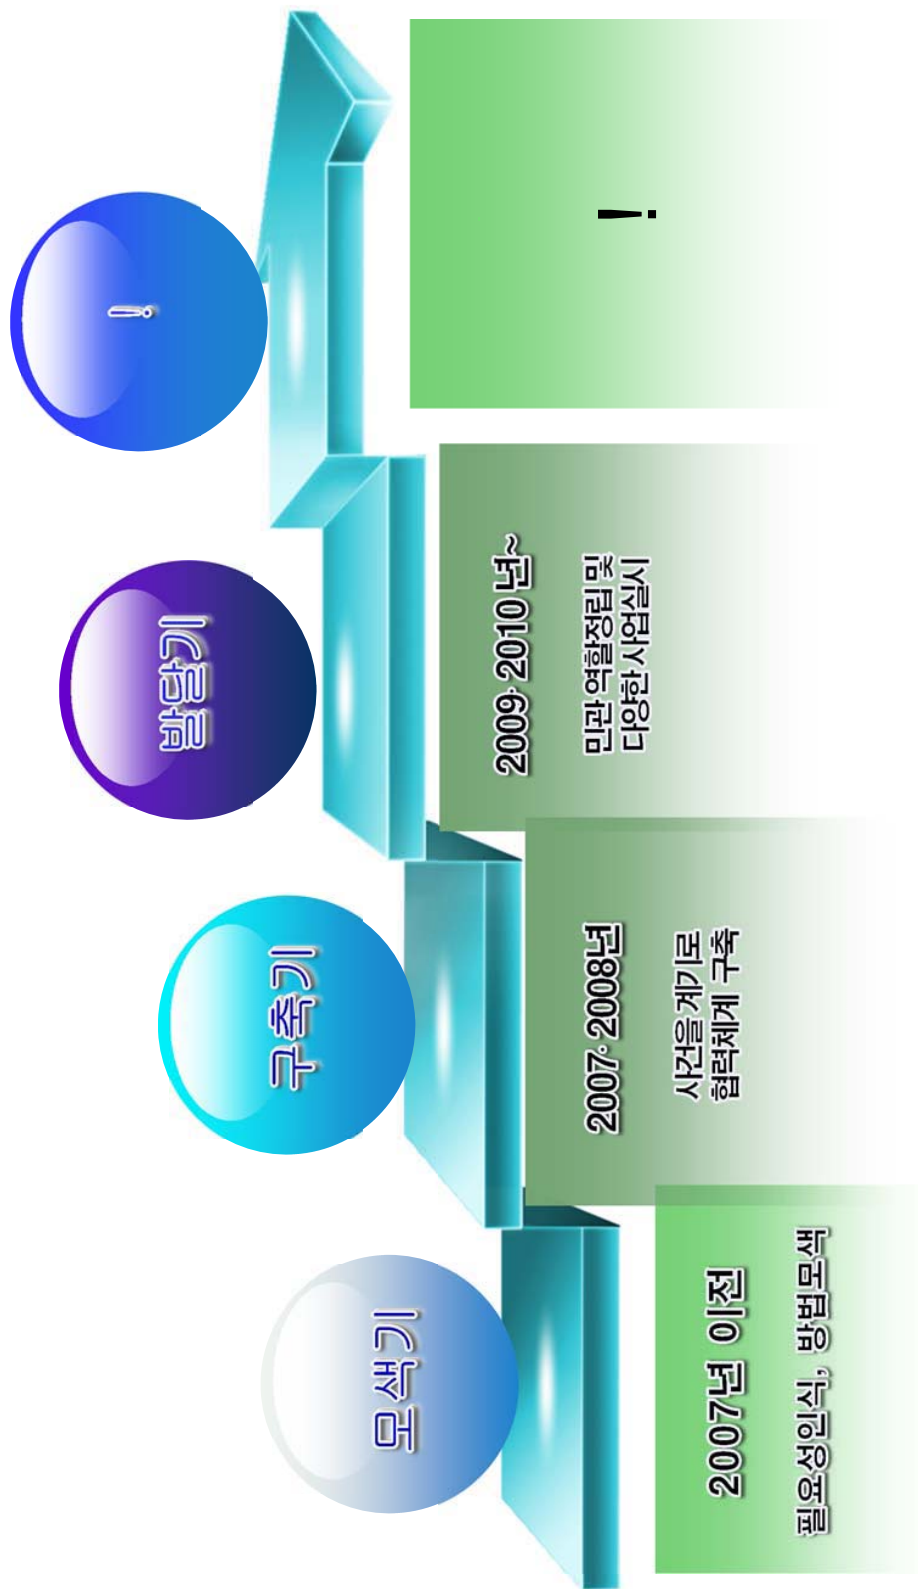 모색기
2007년 이전
필요성인식, 방법모색
구축기
2007·2008년
사건을 계기로
협력체계 구축
발달기
2009·2010년~
민관 역할정립 및
다양한 사업실시
!
!